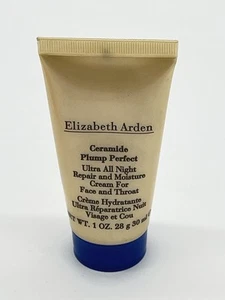 Elizabeth Arden
Ceramide
Plump Perfect
Ultra All Night
Repair and Moisture
Cream For
Face and Throat
Crème Hydratante
Ultra Réparatrice Nuit
Visage et Cou
WT. 1 OZ. 28 g 30 ml